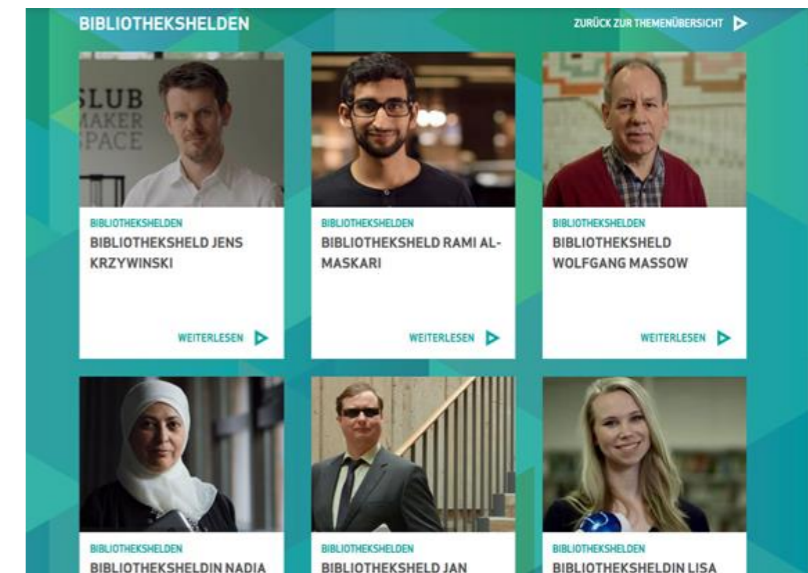 BIBLIOTHEKSHELDEN
ZURÜCK ZUR THEMENÜBERSICHT
SLUB
MAKER
SPACE
BIBLIOTHEKSHELDEN
BIBLIOTHEKSHELD JENS
KRZYWINSKI
WEITERLESEN
BIBLIOTHEKSHELDEN
BIBLIOTHEKSHELD RAMI AL-
MASKARI
WEITERLESEN
BIBLIOTHEKSHELDEN
BIBLIOTHEKSHELD
WOLFGANG MASSOW
WEITERLESEN
BIBLIOTHEKSHELDEN
BIBLIOTHEKSHELDIN NADIA
BIBLIOTHEKSHELDEN
BIBLIOTHEKSHELD JAN
BIBLIOTHEKSHELDEN
BIBLIOTHEKSHELDIN LISA